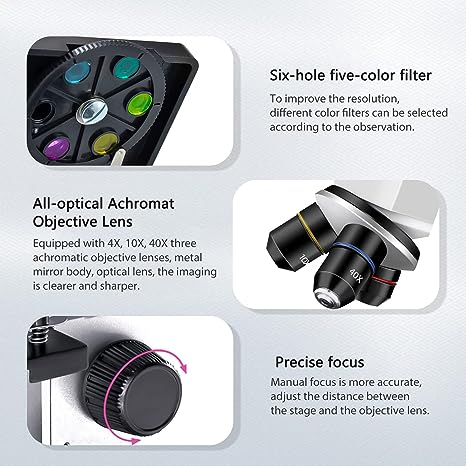 Six-hole five-color filter
To improve the resolution,
different color filters can be selected
according to the observation.
All-optical Achromat
Objective Lens
Equipped with 4X, 10X, 40X three
achromatic objective lenses, metal
mirror body, optical lens, the imaging
is clearer and sharper.
10X
40X
Precise focus
Manual focus is more accurate,
adjust the distance between
the stage and the objective lens.